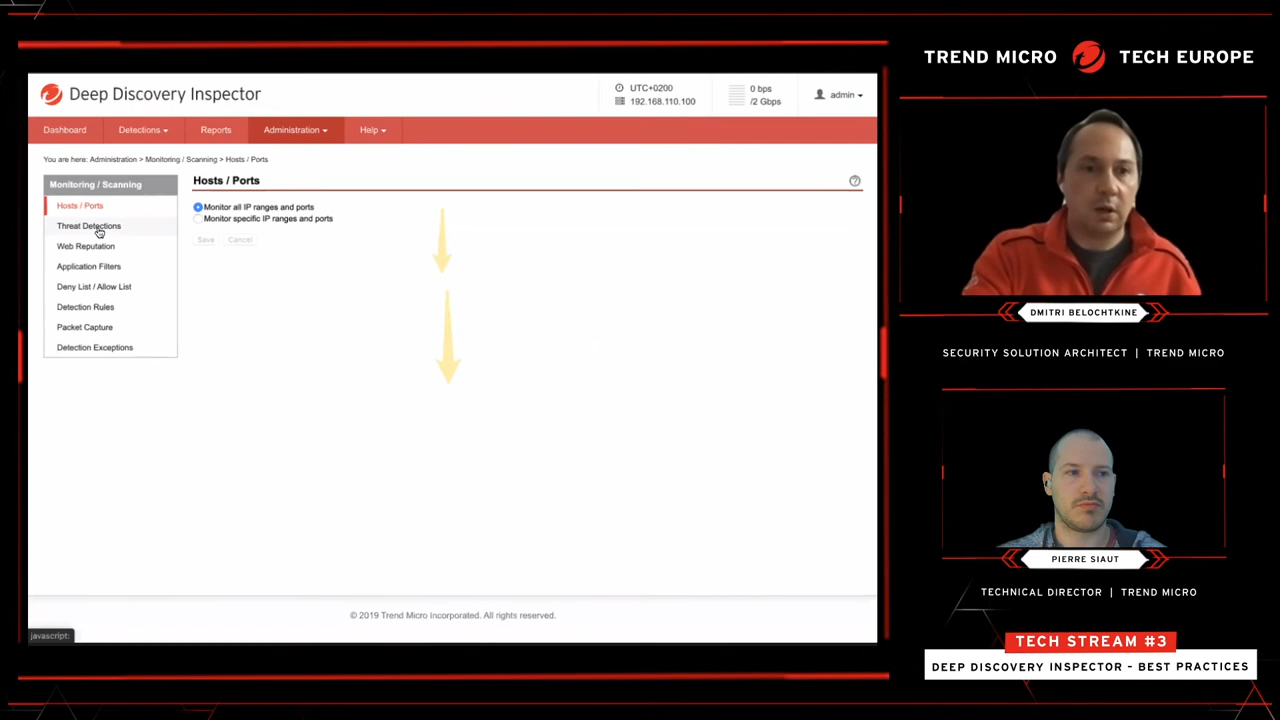 Deep Discovery Inspector
UTC+0200
192.168.110.100
0 bps
/2 Gbps
admin
Dashboard
Detections
Reports
Administration
Help
You are here: Administration > Monitoring / Scanning > Hosts / Ports
Monitoring / Scanning
Hosts / Ports
Threat Detections
Web Reputation
Application Filters
Deny List / Allow List
Detection Rules
Packet Capture
Detection Exceptions
Hosts / Ports
?
Monitor all IP ranges and ports
Monitor specific IP ranges and ports
Save Cancel
© 2019 Trend Micro Incorporated. All rights reserved.
javascript:
TREND MICRO TECH EUROPE
DMITRI BELOCHTKINE
SECURITY SOLUTION ARCHITECT | TREND MICRO
PIERRE SIAUT
TECHNICAL DIRECTOR | TREND MICRO
TECH STREAM #3
DEEP DISCOVERY INSPECTOR - BEST PRACTICES